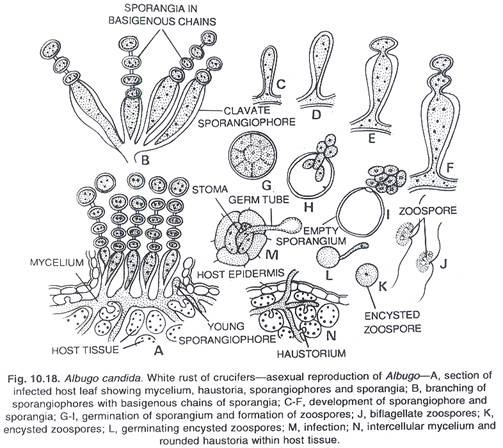 SPORANGIA IN
BASIGENOUS CHAINS
CLAVATE
SPORANGIOPHORE
B
C
D
E
F
G
H
I
STOMA
GERM TUBE
ZOOSPORE
EMPTY
SPORANGIUM
M
L
J
MYCELIUM
HOST EPIDERMIS
K
ENCYSTED
ZOOSPORE
YOUNG
SPORANGIOPHORE
N
HOST TISSUE
A
HAUSTORIUM
Fig. 10.18. Albugo candida. White rust of crucifers—asexual reproduction of Albugo—A, section of
infected host leaf showing mycelium, haustoria, sporangiophores and sporangia; B, branching of
sporangiophores with basigenous chains of sporangia; C-F, development of sporangiophore and
sporangia; G-I, germination of sporangium and formation of zoospores; J, biflagellate zoospores; K,
encysted zoospores; L, germinating encysted zoospores; M, infection; N, intercellular mycelium and
rounded haustoria within host tissue.